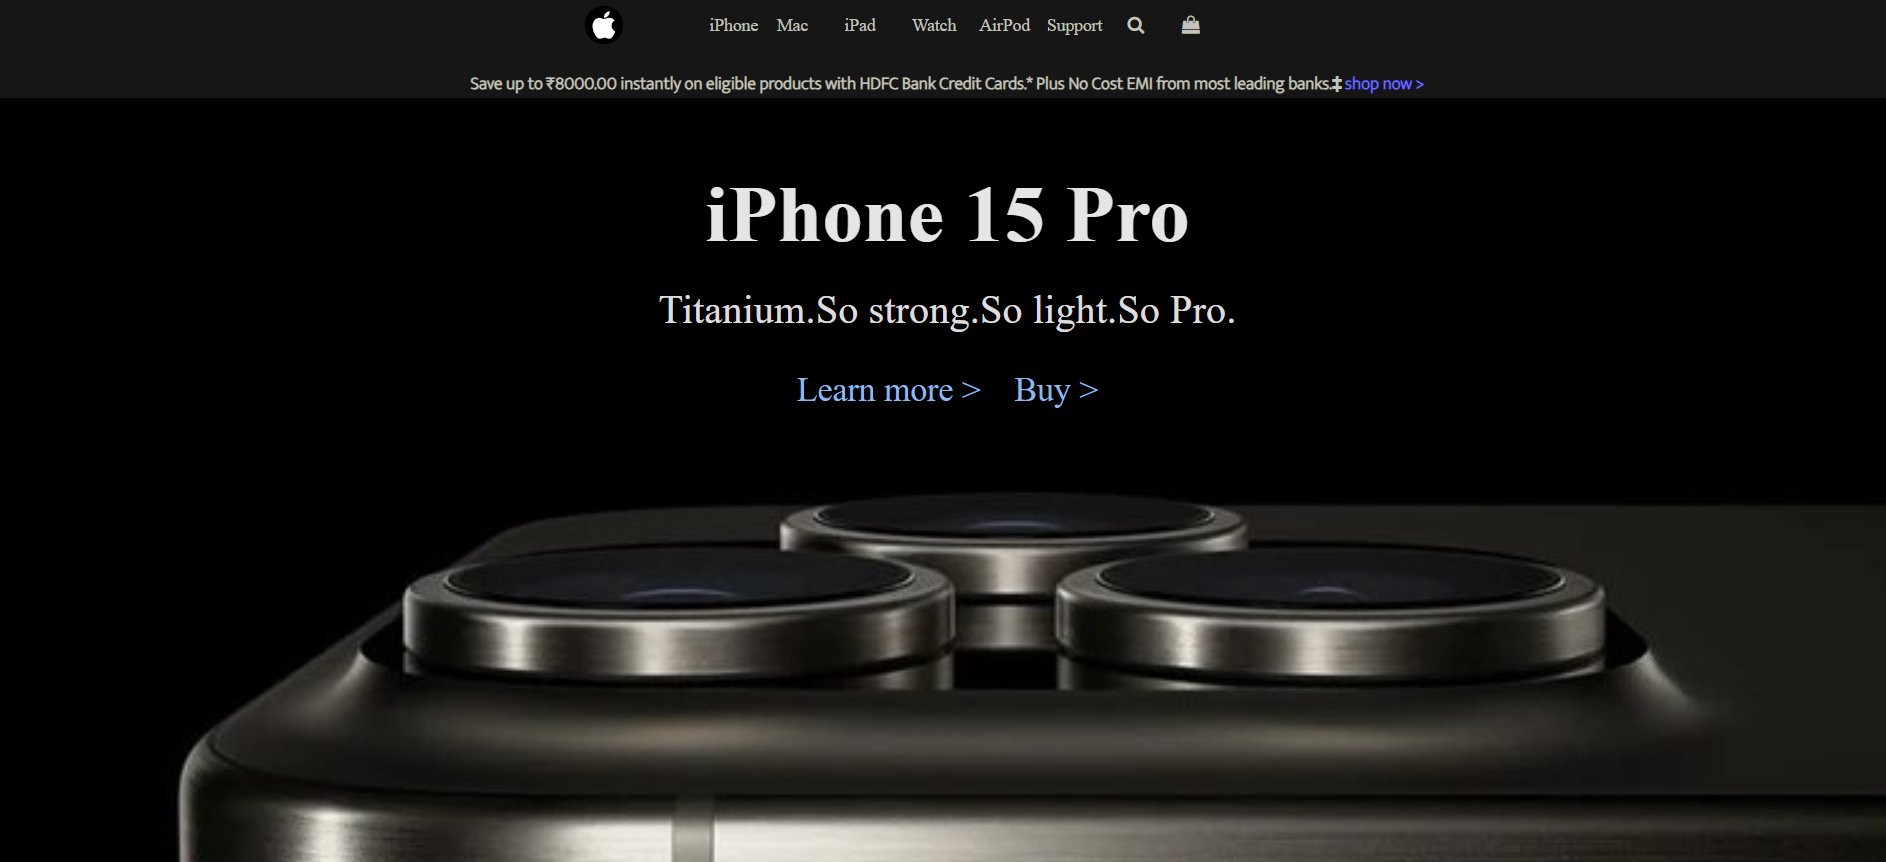 iPhone Mac iPad Watch AirPod Support
Save up to ₹8000.00 instantly on eligible products with HDFC Bank Credit Cards.* Plus No Cost EMI from most leading banks.‡ shop now >
iPhone 15 Pro
Titanium.So strong.So light.So Pro.
Learn more > Buy >